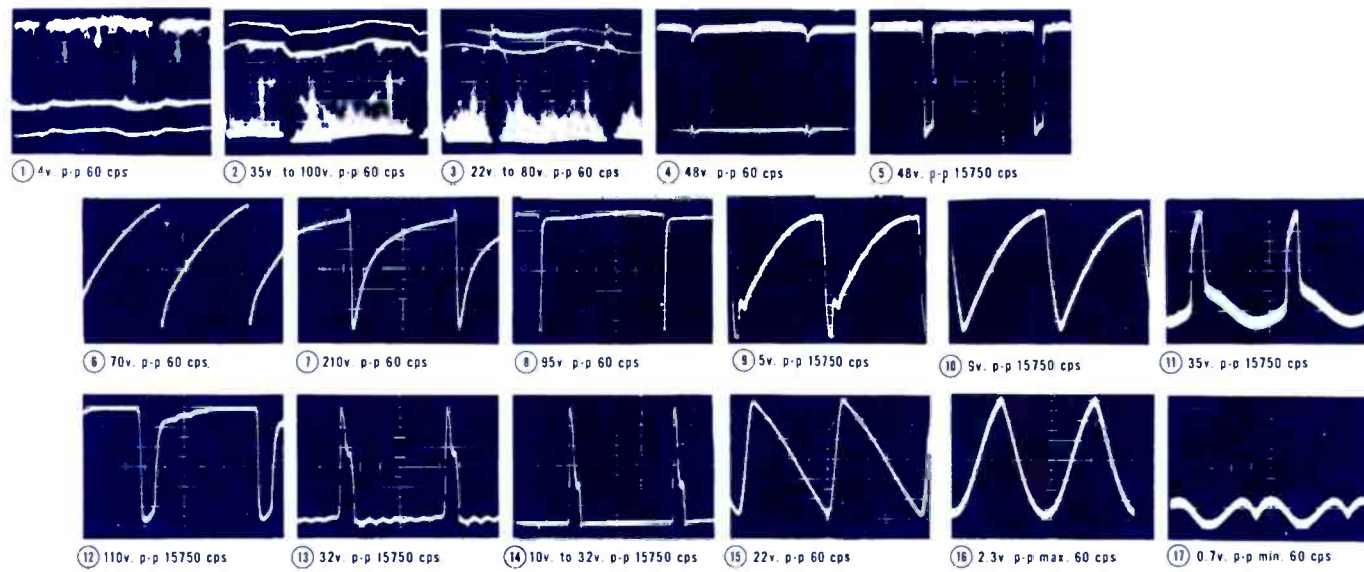 1 4v. p-p 60 cps
2 35v. to 100v. p-p 60 cps
3 22v. to 80v. p-p 60 cps
4 48v. p-p 60 cps
5 48v. p-p 15750 cps
6 70v. p-p 60 cps.
7 210v. p-p 60 cps
8 95v. p-p 60 cps
9 5v. p-p 15750 cps
10 9v. p-p 15750 cps
11 35v. p-p 15750 cps
12 110v. p-p 15750 cps
13 32v. p-p 15750 cps
14 10v. to 32v. p-p 15750 cps
15 22v. p-p 60 cps
16 2.3v p-p max. 60 cps
17 0.7v. p-p min. 60 cps